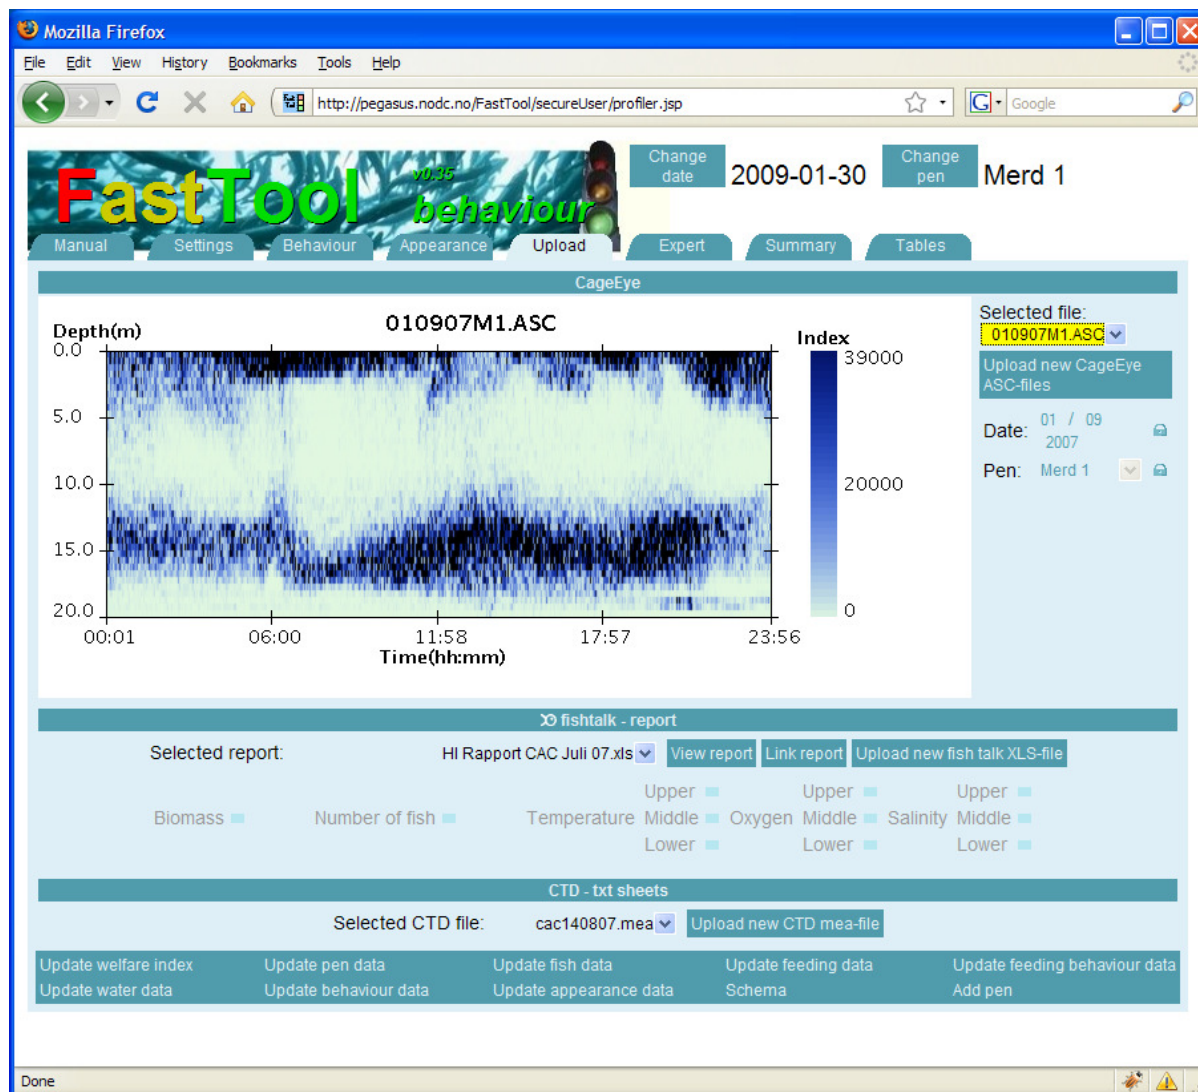 Mozilla Firefox
File Edit View History Bookmarks Tools Help
http://pegasus.nodc.no/FastTool/secureUser/profiler.jsp
G Google
FastTool v0.35 behaviour
Change date 2009-01-30 Change pen Merd 1
Manual Settings Behaviour Appearance Upload Expert Summary Tables
CageEye
010907M1.ASC
Depth(m)
Index
0.0
5.0
10.0
15.0
20.0
39000
20000
0
00:01 06:00 11:58 17:57 23:56
Time(hh:mm)
Selected file:
010907M1.ASC
Upload new CageEye
ASC-files
Date: 01 / 09
2007
Pen: Merd 1
fishtalk - report
Selected report: HI Rapport CAC Juli 07.xls View report Link report Upload new fish talk XLS-file
Upper Upper Upper
Biomass Number of fish Temperature Middle Oxygen Middle Salinity Middle
Lower Lower Lower
CTD - txt sheets
Selected CTD file: cac140807.mea Upload new CTD mea-file
Update welfare index Update pen data Update fish data Update feeding data Update feeding behaviour data
Update water data Update behaviour data Update appearance data Schema Add pen
Done